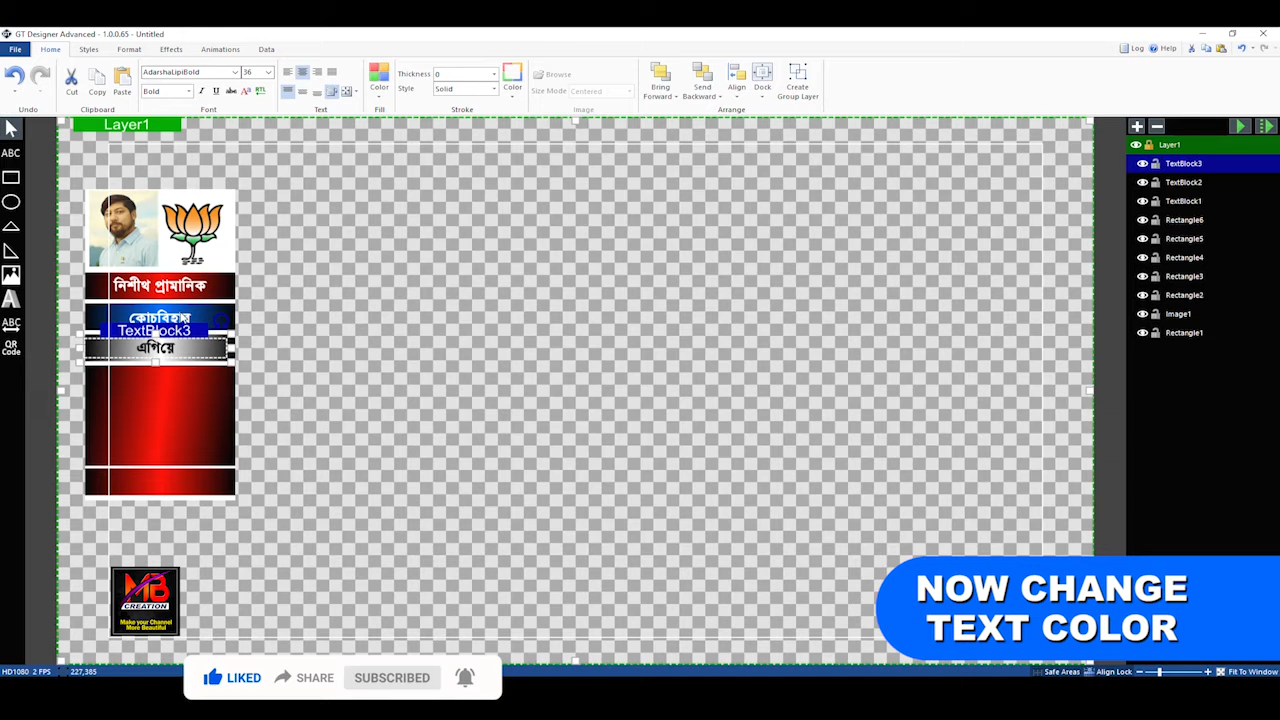 GT Designer Advanced - 1.0.0.65 - Untitled
File Home Styles Format Effects Animations Data
Log Help
AdarshaLipiBold 36
Bold
Cut Copy Paste
Color
Thickness 0
Style Solid
Color
Browse
Size Mode Centered
Bring Forward
Send Backward
Align Dock
Create Group Layer
Undo Clipboard Font Text Fill Stroke Image Arrange
Layer1
ABC
ABC
QR Code
নিশীথ প্রামানিক
কোচবিহার
TextBlock3
এগিয়ে
MB
CREATION
Make your Channel
More Beautiful
Layer1
TextBlock3
TextBlock2
TextBlock1
Rectangle6
Rectangle5
Rectangle4
Rectangle3
Rectangle2
Image1
Rectangle1
NOW CHANGE
TEXT COLOR
LIKED SHARE SUBSCRIBED
HD1080 2 FPS 227,385
Safe Areas Align Lock Fit To Window